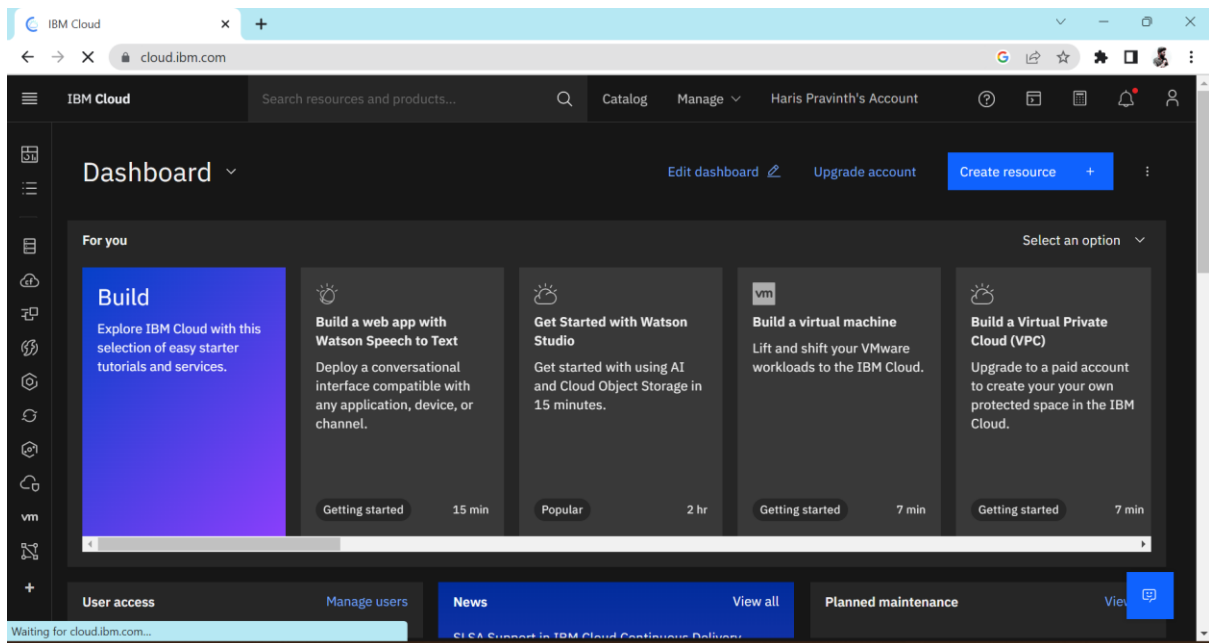 IBM Cloud
cloud.ibm.com
IBM Cloud
Search resources and products...
Catalog
Manage
Haris Pravinth's Account
Dashboard
Edit dashboard
Upgrade account
Create resource +
For you
Select an option
Build
Explore IBM Cloud with this
selection of easy starter
tutorials and services.
Build a web app with
Watson Speech to Text
Deploy a conversational
interface compatible with
any application, device, or
channel.
Getting started
15 min
Get Started with Watson
Studio
Get started with using AI
and Cloud Object Storage in
15 minutes.
Popular
2 hr
vm
Build a virtual machine
Lift and shift your VMware
workloads to the IBM Cloud.
Getting started
7 min
Build a Virtual Private
Cloud (VPC)
Upgrade to a paid account
to create your your own
protected space in the IBM
Cloud.
Getting started
7 min
vm
User access
Manage users
News
View all
Planned maintenance
SLSA Support in IBM Cloud Continuous Delivery
Waiting for cloud.ibm.com...